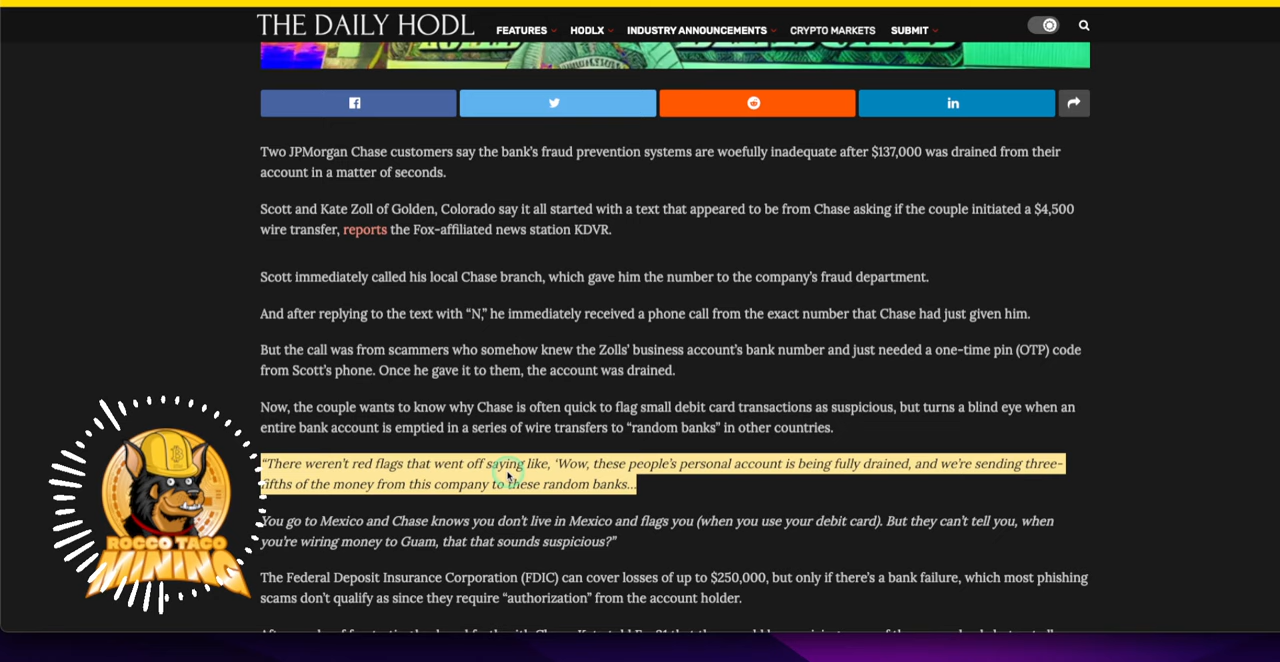 THE DAILY HODL
FEATURES HODLX INDUSTRY ANNOUNCEMENTS CRYPTO MARKETS SUBMIT
Two JPMorgan Chase customers say the bank's fraud prevention systems are woefully inadequate after $137,000 was drained from their
account in a matter of seconds.
Scott and Kate Zoll of Golden, Colorado say it all started with a text that appeared to be from Chase asking if the couple initiated a $4,500
wire transfer, reports the Fox-affiliated news station KDVR.
Scott immediately called his local Chase branch, which gave him the number to the company's fraud department.
And after replying to the text with “N,” he immediately received a phone call from the exact number that Chase had just given him.
But the call was from scammers who somehow knew the Zolls' business account's bank number and just needed a one-time pin (OTP) code
from Scott's phone. Once he gave it to them, the account was drained.
Now, the couple wants to know why Chase is often quick to flag small debit card transactions as suspicious, but turns a blind eye when an
entire bank account is emptied in a series of wire transfers to “random banks” in other countries.
“There weren't red flags that went off saying like, ‘Wow, these people's personal account is being fully drained, and we're sending three-
fifths of the money from this company to these random banks…
You go to Mexico and Chase knows you don't live in Mexico and flags you (when you use your debit card). But they can't tell you, when
you're wiring money to Guam, that that sounds suspicious?”
The Federal Deposit Insurance Corporation (FDIC) can cover losses of up to $250,000, but only if there's a bank failure, which most phishing
scams don't qualify as since they require “authorization” from the account holder.
ROCCO TACO
MINING